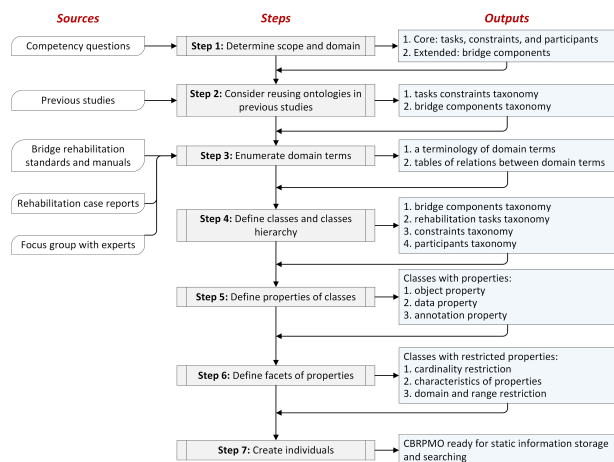 Sources
Steps
Outputs
Competency questions
Step 1: Determine scope and domain
1. Core: tasks, constraints, and participants
2. Extended: bridge components
Previous studies
Step 2: Consider reusing ontologies in
previous studies
1. tasks constraints taxonomy
2. bridge components taxonomy
Bridge rehabilitation
standards and manuals
Rehabilitation case reports
Focus group with experts
Step 3: Enumerate domain terms
1. a terminology of domain terms
2. tables of relations between domain terms
Step 4: Define classes and classes
hierarchy
1. bridge components taxonomy
2. rehabilitation tasks taxonomy
3. constraints taxonomy
4. participants taxonomy
Step 5: Define properties of classes
Classes with properties:
1. object property
2. data property
3. annotation property
Step 6: Define facets of properties
Classes with restricted properties:
1. cardinality restriction
2. characteristics of properties
3. domain and range restriction
Step 7: Create individuals
CBRPMO ready for static information storage
and searching